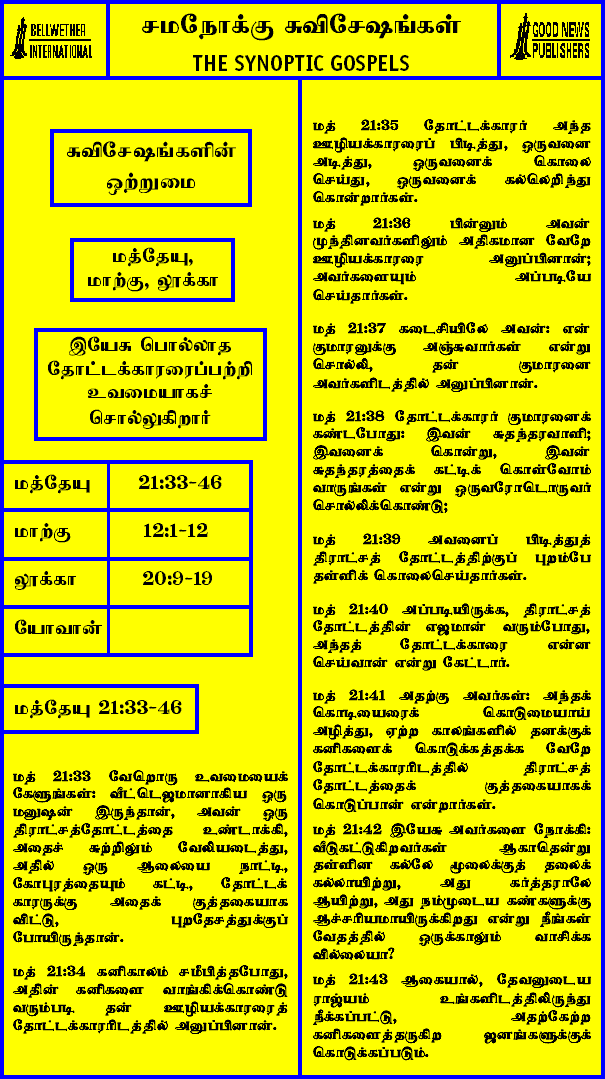 BELLWETHER
INTERNATIONAL
சமநோக்கு சுவிசேஷங்கள்
THE SYNOPTIC GOSPELS
GOOD NEWS
PUBLISHERS
சுவிசேஷங்களின்
ஒற்றுமை
மத்தேயு,
மாற்கு, லூக்கா
இயேசு பொல்லாத
தோட்டக்காரரைப்பற்றி
உவமையாகச்
சொல்லுகிறார்
மத்தேயு 21:33-46
மாற்கு 12:1-12
லூக்கா 20:9-19
யோவான்
மத்தேயு 21:33-46
மத் 21:33 வேறொரு உவமையைக்
கேளுங்கள்: வீட்டெஜமானாகிய ஒரு
மனுஷன் இருந்தான், அவன் ஒரு
திராட்சத்தோட்டத்தை உண்டாக்கி,
அதைச் சுற்றிலும் வேலியடைத்து,
அதில் ஒரு ஆலையை நாட்டி,
கோபுரத்தையும் கட்டி, தோட்டக்
காரருக்கு அதைக் குத்தகையாக
விட்டு, புறதேசத்துக்குப்
போயிருந்தான்.
மத் 21:34 கனிகாலம் சமீபித்தபோது,
அதின் கனிகளை வாங்கிக்கொண்டு
வரும்படி தன் ஊழியக்காரரைத்
தோட்டக்காரரிடத்தில் அனுப்பினான்.
மத் 21:35 தோட்டக்காரர் அந்த
ஊழியக்காரரைப் பிடித்து, ஒருவனை
அடித்து, ஒருவனைக் கொலை
செய்து, ஒருவனைக் கல்லெறிந்து
கொன்றார்கள்.
மத் 21:36 பின்னும் அவன்
முந்தினவர்களிலும் அதிகமான வேறே
ஊழியக்காரரை அனுப்பினான்;
அவர்களையும் அப்படியே
செய்தார்கள்.
மத் 21:37 கடைசியிலே அவன்: என்
குமாரனுக்கு அஞ்சுவார்கள் என்று
சொல்லி, தன் குமாரனை
அவர்களிடத்தில் அனுப்பினான்.
மத் 21:38 தோட்டக்காரர் குமாரனைக்
கண்டபோது: இவன் சுதந்தரவாளி;
இவனைக் கொன்று, இவன்
சுதந்தரத்தைக் கட்டிக் கொள்வோம்
வாருங்கள் என்று ஒருவரோடொருவர்
சொல்லிக்கொண்டு;
மத் 21:39 அவனைப் பிடித்துத்
திராட்சத் தோட்டத்திற்குப் புறம்பே
தள்ளிக் கொலைசெய்தார்கள்.
மத் 21:40 அப்படியிருக்க, திராட்சத்
தோட்டத்தின் எஜமான் வரும்போது,
அந்தத் தோட்டக்காரரை என்ன
செய்வான் என்று கேட்டார்.
மத் 21:41 அதற்கு அவர்கள்: அந்தக்
கொடியைரைக் கொடுமையாய்
அழித்து, ஏற்ற காலங்களில் தனக்குக்
கனிகளைக் கொடுக்கத்தக்க வேறே
தோட்டக்காரரிடத்தில் திராட்சத்
தோட்டத்தைக் குத்தகையாகக்
கொடுப்பான் என்றார்கள்.
மத் 21:42 இயேசு அவர்களை நோக்கி:
வீடுகட்டுகிறவர்கள் ஆகாதென்று
தள்ளின கல்லே மூலைக்குத் தலைக்
கல்லாயிற்று, அது கர்த்தராலே
ஆயிற்று, அது நம்முடைய கண்களுக்கு
ஆச்சரியமாயிருக்கிறது என்று நீங்கள்
வேதத்தில் ஒருக்காலும் வாசிக்க
வில்லையா?
மத் 21:43 ஆகையால், தேவனுடைய
ராஜ்யம் உங்களிடத்திலிருந்து
நீக்கப்பட்டு, அதற்கேற்ற
கனிகளைத்தருகிற ஜனங்களுக்குக்
கொடுக்கப்படும்.